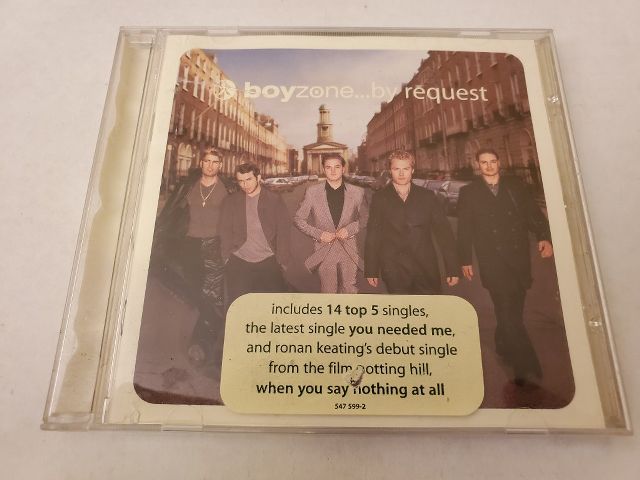 boyzone...by request
includes 14 top 5 singles,
the latest single you needed me,
and ronan keating's debut single
from the film notting hill,
when you say nothing at all
547 599-2